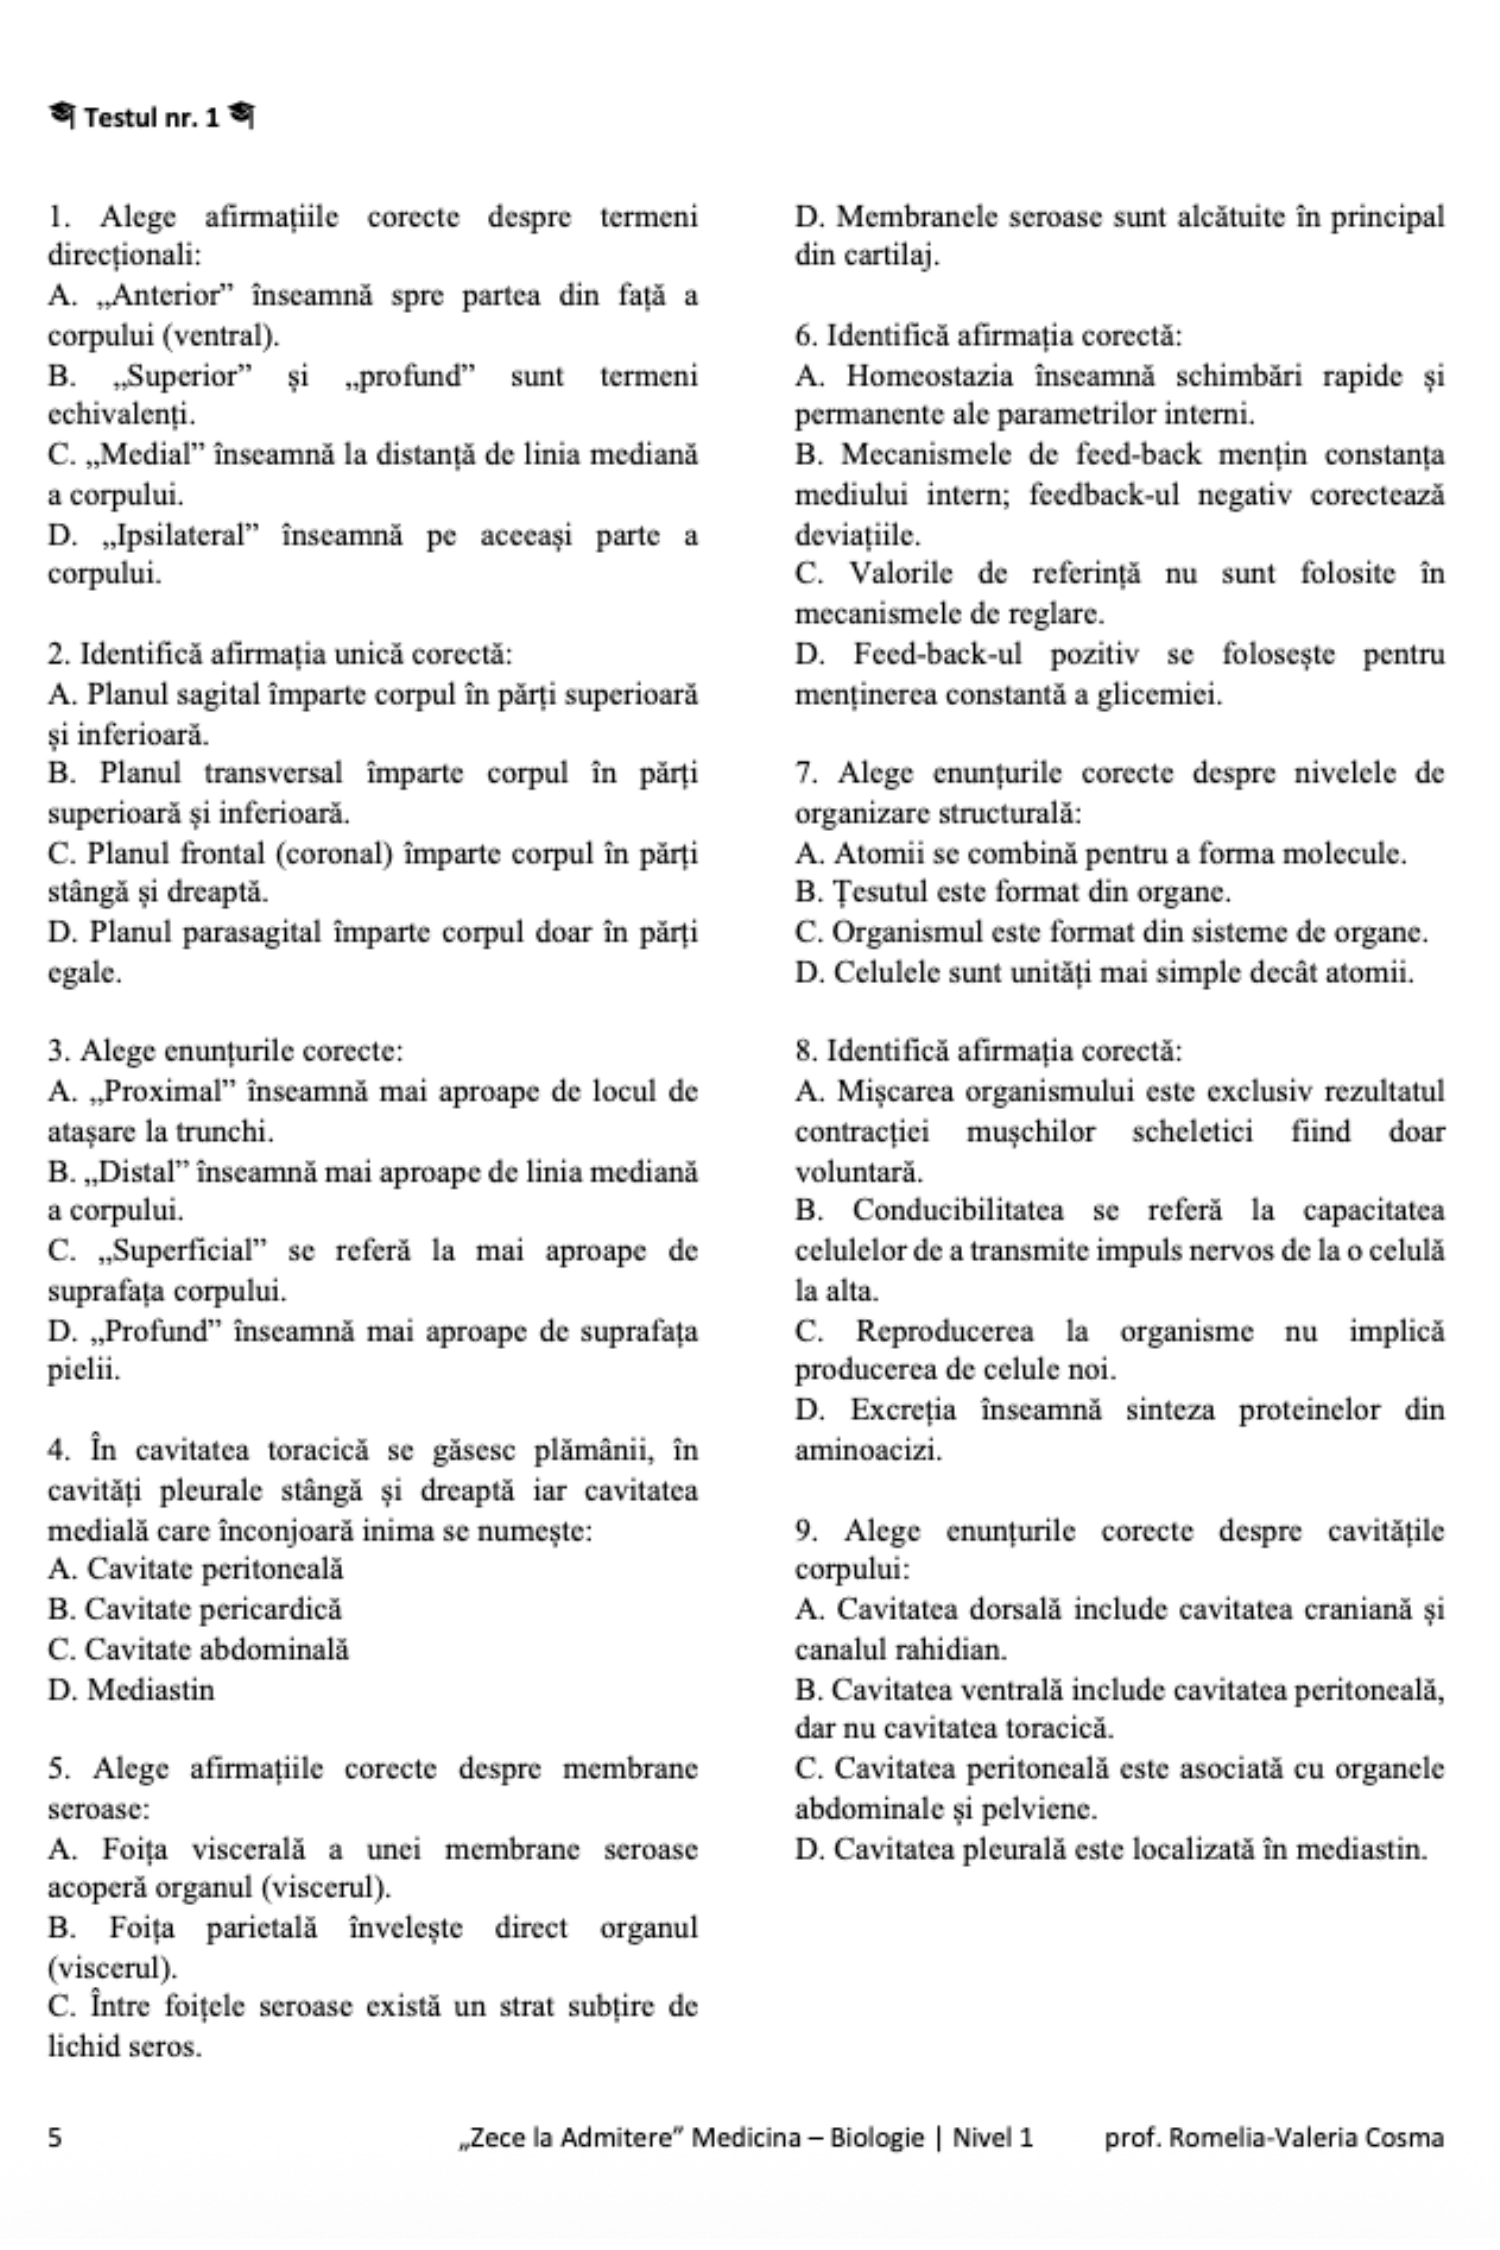 Testul nr. 1
1. Alege afirmațiile corecte despre termeni
direcționali:
A. „Anterior” înseamnă spre partea din față a
corpului (ventral).
B. „Superior” și „profund” sunt termeni
echivalenți.
C. „Medial” înseamnă la distanță de linia mediană
a corpului.
D. „Ipsilateral” înseamnă pe aceeași parte a
corpului.
2. Identifică afirmația unică corectă:
A. Planul sagital împarte corpul în părți superioară
și inferioară.
B. Planul transversal împarte corpul în părți
superioară și inferioară.
C. Planul frontal (coronal) împarte corpul în părți
stângă și dreaptă.
D. Planul parasagital împarte corpul doar în părți
egale.
3. Alege enunțurile corecte:
A. „Proximal” înseamnă mai aproape de locul de
atașare la trunchi.
B. „Distal” înseamnă mai aproape de linia mediană
a corpului.
C. „Superficial” se referă la mai aproape de
suprafața corpului.
D. „Profund” înseamnă mai aproape de suprafața
pielii.
4. În cavitatea toracică se găsesc plămânii, în
cavități pleurale stângă și dreaptă iar cavitatea
medială care înconjoară inima se numește:
A. Cavitate peritoneală
B. Cavitate pericardică
C. Cavitate abdominală
D. Mediastin
5. Alege afirmațiile corecte despre membrane
seroase:
A. Foița viscerală a unei membrane seroase
acoperă organul (viscerul).
B. Foița parietală învelește direct organul
(viscerul).
C. Între foițele seroase există un strat subțire de
lichid seros.
D. Membranele seroase sunt alcătuite în principal
din cartilaj.
6. Identifică afirmația corectă:
A. Homeostazia înseamnă schimbări rapide și
permanente ale parametrilor interni.
B. Mecanismele de feed-back mențin constanța
mediului intern; feedback-ul negativ corectează
deviațiile.
C. Valorile de referință nu sunt folosite în
mecanismele de reglare.
D. Feed-back-ul pozitiv se folosește pentru
menținerea constantă a glicemiei.
7. Alege enunțurile corecte despre nivelele de
organizare structurală:
A. Atomii se combină pentru a forma molecule.
B. Țesutul este format din organe.
C. Organismul este format din sisteme de organe.
D. Celulele sunt unități mai simple decât atomii.
8. Identifică afirmația corectă:
A. Mișcarea organismului este exclusiv rezultatul
contracției mușchilor scheletici fiind doar
voluntară.
B. Conducibilitatea se referă la capacitatea
celulelor de a transmite impuls nervos de la o celulă
la alta.
C. Reproducerea la organisme nu implică
producerea de celule noi.
D. Excreția înseamnă sinteza proteinelor din
aminoacizi.
9. Alege enunțurile corecte despre cavitățile
corpului:
A. Cavitatea dorsală include cavitatea craniană și
canalul rahidian.
B. Cavitatea ventrală include cavitatea peritoneală,
dar nu cavitatea toracică.
C. Cavitatea peritoneală este asociată cu organele
abdominale și pelviene.
D. Cavitatea pleurală este localizată în mediastin.
5 „Zece la Admitere” Medicina – Biologie | Nivel 1 prof. Romelia-Valeria Cosma